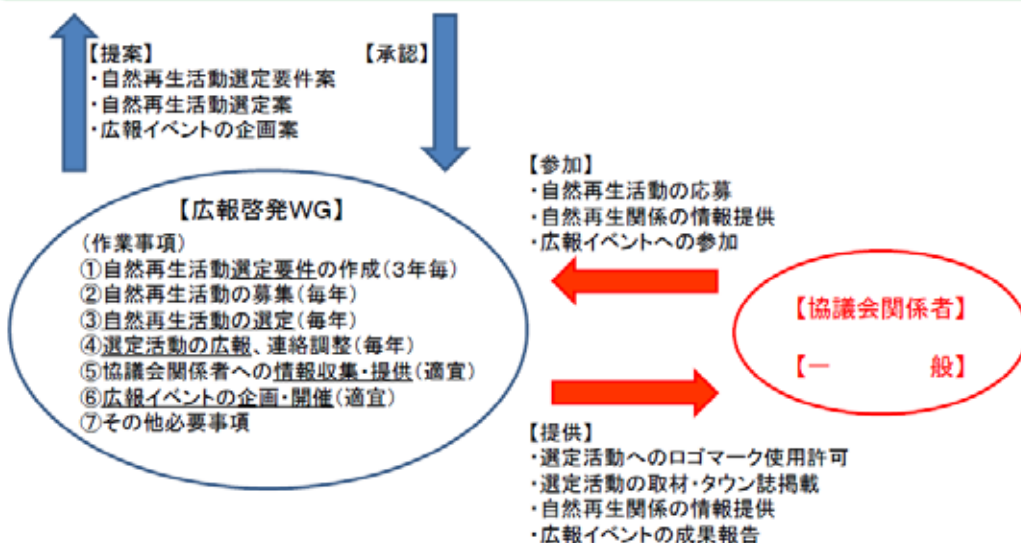 【提案】
・自然再生活動選定要件案
・自然再生活動選定案
・広報イベントの企画案
【承認】
【広報啓発WG】
(作業事項)
①自然再生活動選定要件の作成(3年毎)
②自然再生活動の募集(毎年)
③自然再生活動の選定(毎年)
④選定活動の広報、連絡調整(毎年)
⑤協議会関係者への情報収集・提供(適宜)
⑥広報イベントの企画・開催(適宜)
⑦その他必要事項
【参加】
・自然再生活動の応募
・自然再生関係の情報提供
・広報イベントへの参加
【協議会関係者】
【一 般】
【提供】
・選定活動へのロゴマーク使用許可
・選定活動の取材・タウン誌掲載
・自然再生関係の情報提供
・広報イベントの成果報告